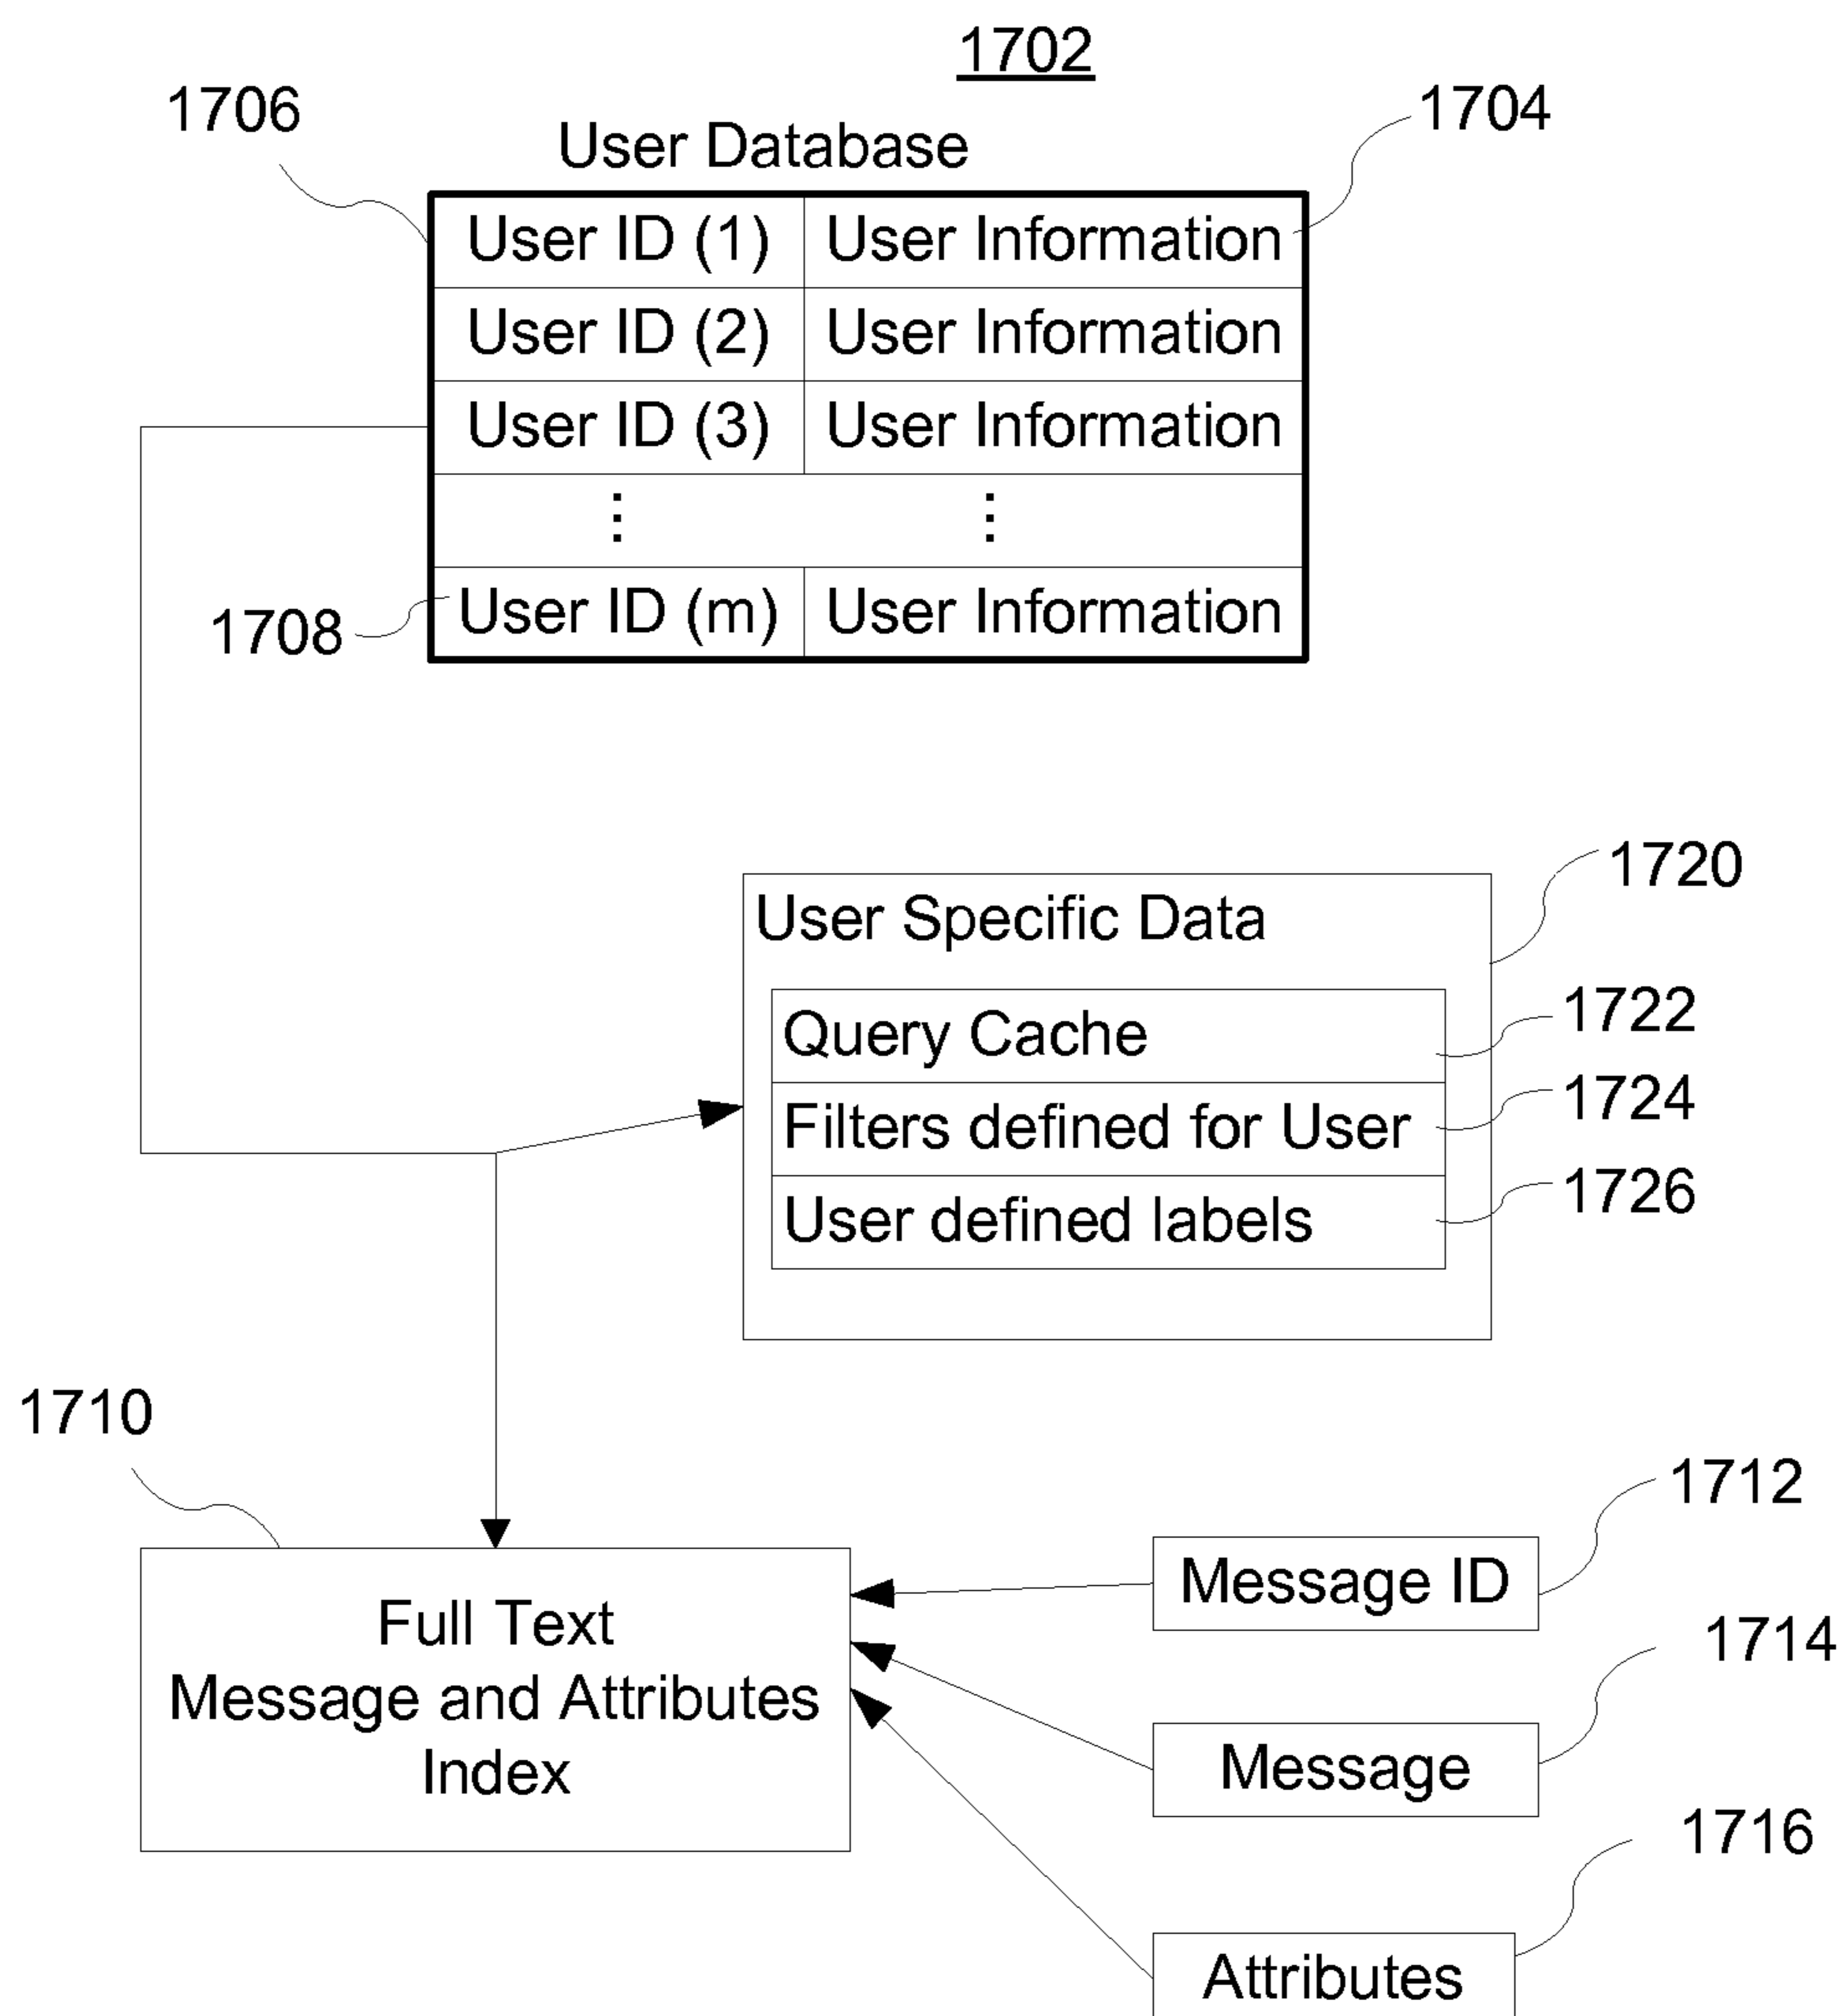 1702
1706
1704
User Database
User ID (1) User Information
User ID (2) User Information
User ID (3) User Information
⋮ ⋮
1708
User ID (m) User Information
1720
User Specific Data
Query Cache
1722
Filters defined for User
1724
User defined labels
1726
1710
Full Text
Message and Attributes
Index
1712
Message ID
1714
Message
1716
Attributes